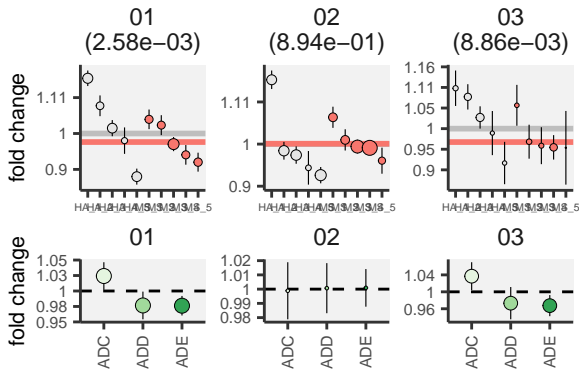 01
(2.58e−03)
02
(8.94e−01)
03
(8.86e−03)
fold change
1.11
1
0.9
1.11
1
0.9
1.16
1.11
1.05
1
0.95
0.9
01
02
03
fold change
1.05
1.03
1
0.98
0.95
1.02
1.01
1
0.99
0.98
1.04
1
0.96
ADC
ADD
ADE
ADC
ADD
ADE
ADC
ADD
ADE